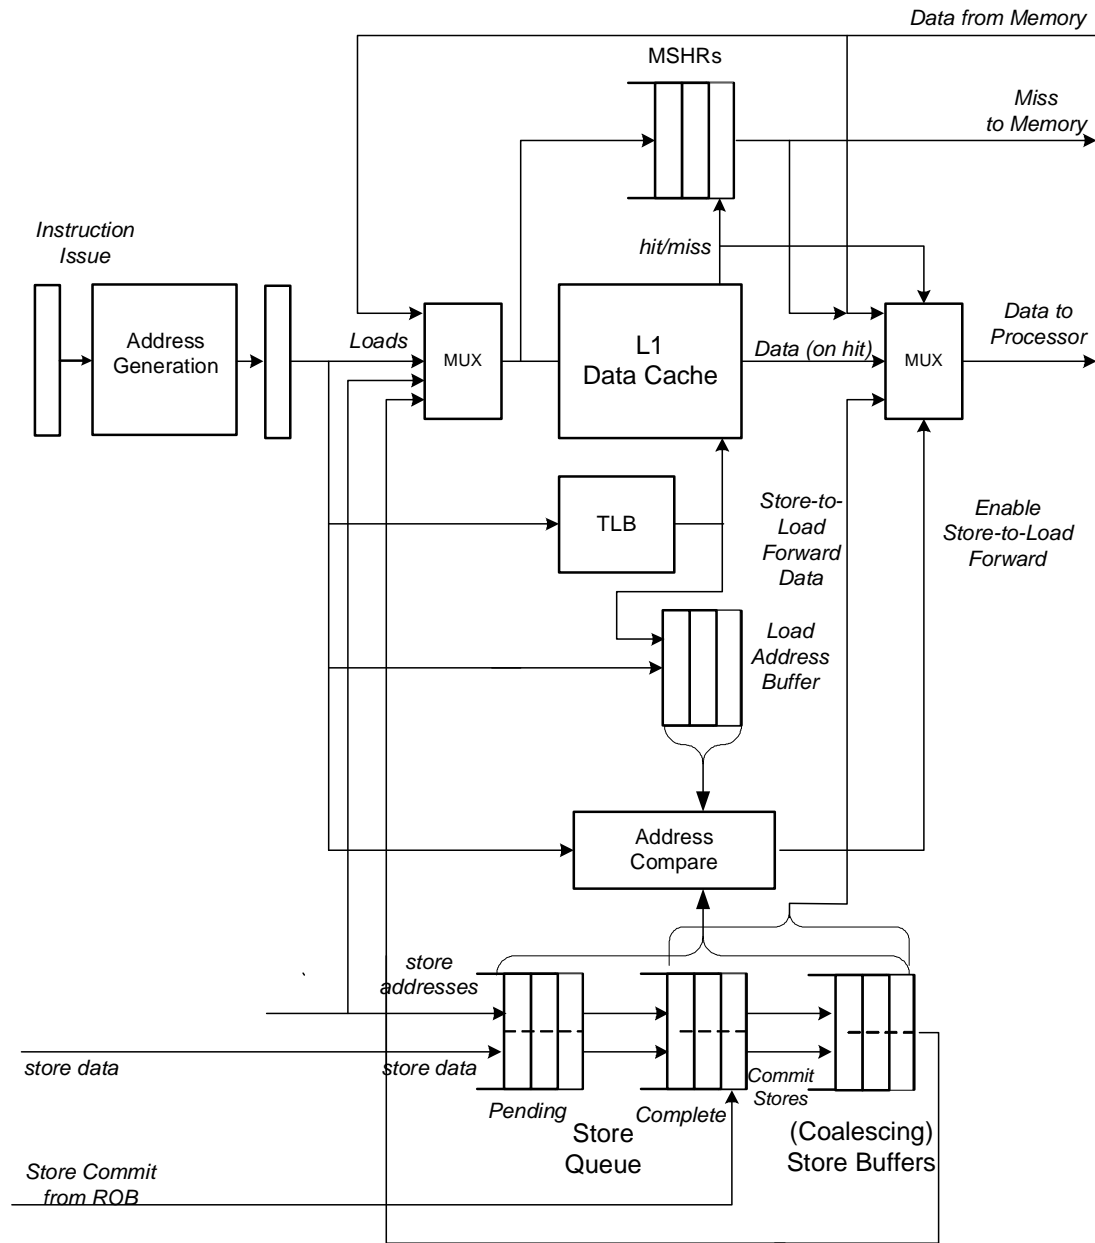 Data from Memory
MSHRs
Miss
to Memory
Instruction
Issue
hit/miss
Address
Generation
Loads
MUX
L1
Data Cache
Data (on hit)
MUX
Data to
Processor
TLB
Store-to-
Load
Forward
Data
Enable
Store-to-Load
Forward
Load
Address
Buffer
Address
Compare
store
addresses
store data
store data
Pending
Complete
Commit
Stores
Store
Queue
(Coalescing)
Store Buffers
Store Commit
from ROB